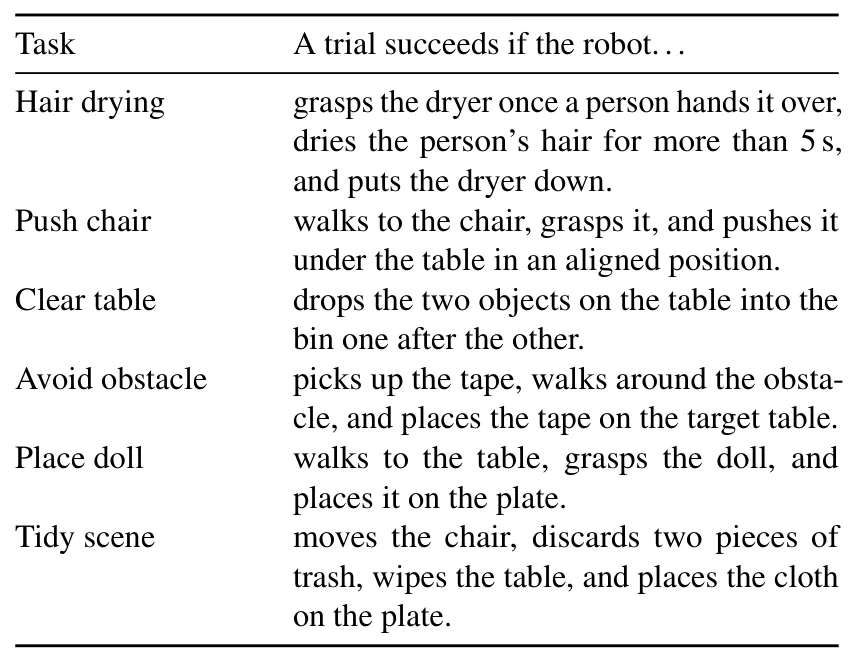 Task A trial succeeds if the robot...
Hair drying grasps the dryer once a person hands it over,
dries the person's hair for more than 5 s,
and puts the dryer down.
Push chair walks to the chair, grasps it, and pushes it
under the table in an aligned position.
Clear table drops the two objects on the table into the
bin one after the other.
Avoid obstacle picks up the tape, walks around the obsta-
cle, and places the tape on the target table.
Place doll walks to the table, grasps the doll, and
places it on the plate.
Tidy scene moves the chair, discards two pieces of
trash, wipes the table, and places the cloth
on the plate.